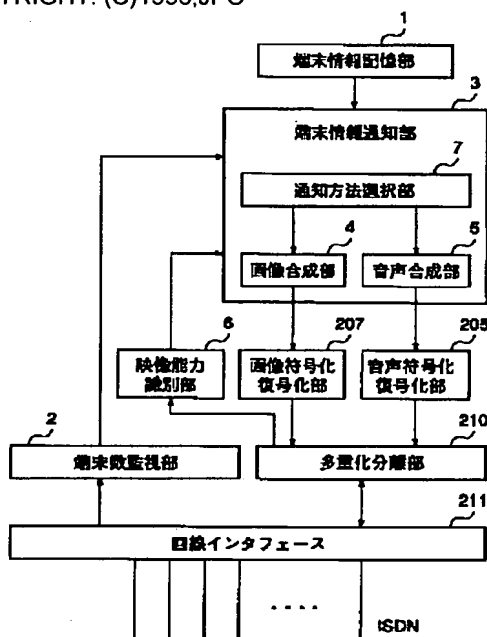 COPYRIGHT: (C)1996,JPO
1
端末情報記憶部
3
端末情報通知部
7
通知方法選択部
4
5
画像合成部
音声合成部
6
207
205
映像能力
識別部
画像符号化
復号化部
音声符号化
復号化部
2
210
端末数監視部
多重化分離部
211
回線インタフェース
....
ISDN